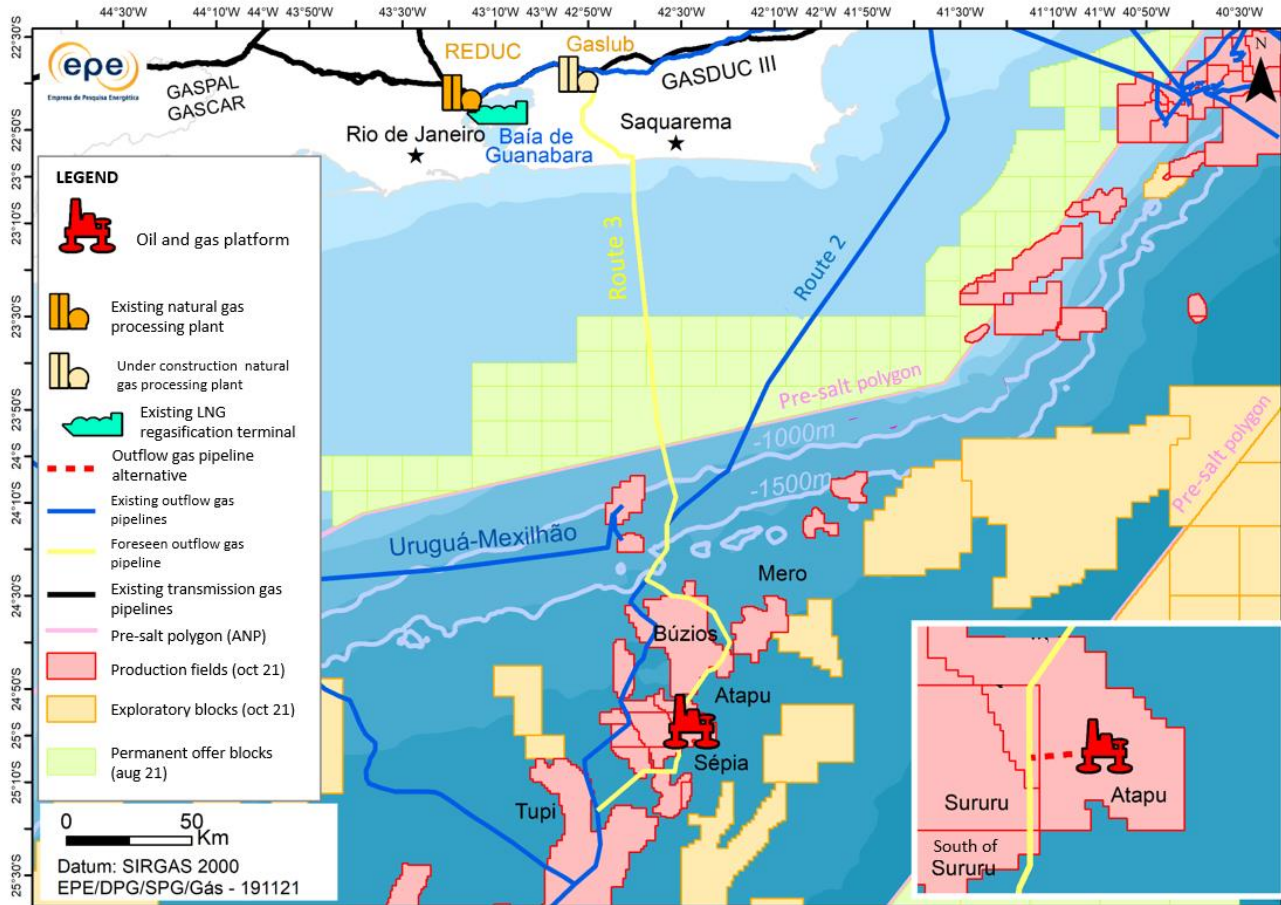 44°30'W 44°W 43°50'W 43°30'W 43°10'W 43°W 42°50'W 42°30'W 42°10'W 42°W 41°50'W 41°30'W 41°10'W 41°W 40°50'W 40°30'W
22°30'S
22°50'S
23°S
23°10'S
23°30'S
23°50'S
24°S
24°10'S
24°30'S
24°50'S
25°S
25°10'S
25°30'S
epe
Empresa de Pesquisa Energética
GASPAL
GASCAR
REDUC
Gaslub
GASDUC III
N
Rio de Janeiro
Baía de
Guanabara
Saquarema
Route 3
Route 2
Pre-salt polygon
-1000m
-1500m
Pre-salt polygon
Uruguá-Mexilhão
Mero
Búzios
Atapu
Sépia
Tupi
LEGEND
Oil and gas platform
Existing natural gas
processing plant
Under construction natural
gas processing plant
Existing LNG
regasification terminal
Outflow gas pipeline
alternative
Existing outflow gas
pipelines
Foreseen outflow gas
pipeline
Existing transmission gas
pipelines
Pre-salt polygon (ANP)
Production fields (oct 21)
Exploratory blocks (oct 21)
Permanent offer blocks
(aug 21)
0 50
Km
Datum: SIRGAS 2000
EPE/DPG/SPG/Gás - 191121
Sururu
Atapu
South of
Sururu